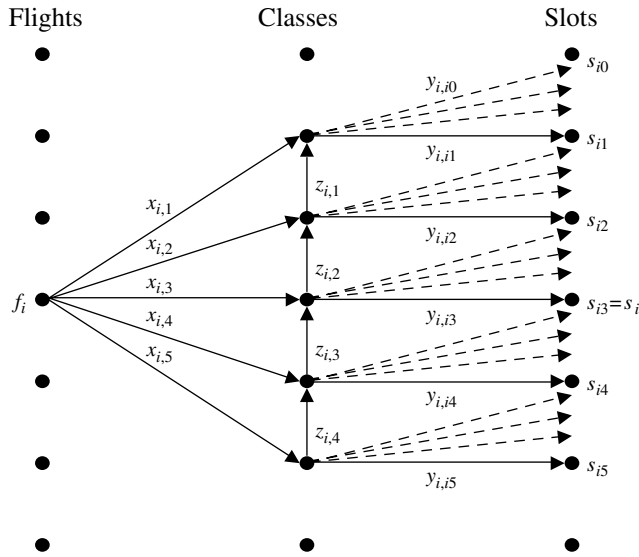 Flights Classes Slots
s_{i0}
y_{i,i0}
s_{i1}
y_{i,i1}
z_{i,1}
x_{i,1}
s_{i2}
y_{i,i2}
x_{i,2}
z_{i,2}
x_{i,3}
f_i
s_{i3}=s_i
y_{i,i3}
x_{i,4}
z_{i,3}
x_{i,5}
s_{i4}
y_{i,i4}
z_{i,4}
s_{i5}
y_{i,i5}